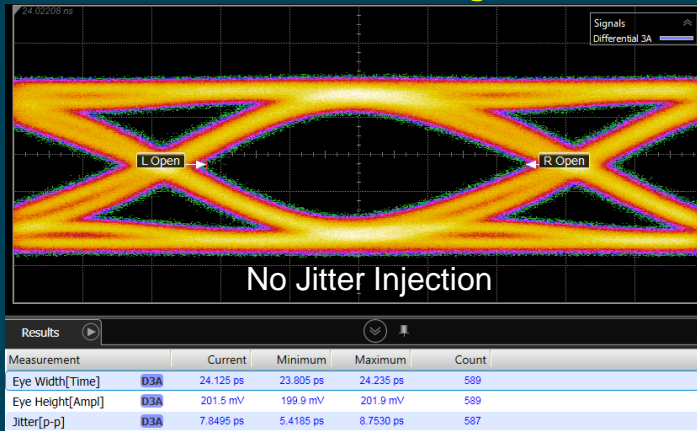 24.02208 ns
Signals
Differential 3A
L Open
R Open
No Jitter Injection
Results
Measurement Current Minimum Maximum Count
Eye Width[Time] D3A 24.125 ps 23.805 ps 24.235 ps 589
Eye Height[Ampl] D3A 201.5 mV 199.9 mV 201.9 mV 589
Jitter[p-p] D3A 7.8495 ps 5.4185 ps 8.7530 ps 587